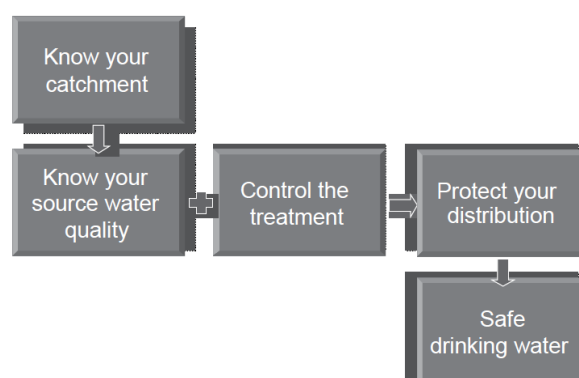 Know your
catchment
Know your
source water
quality
Control the
treatment
Protect your
distribution
Safe
drinking water